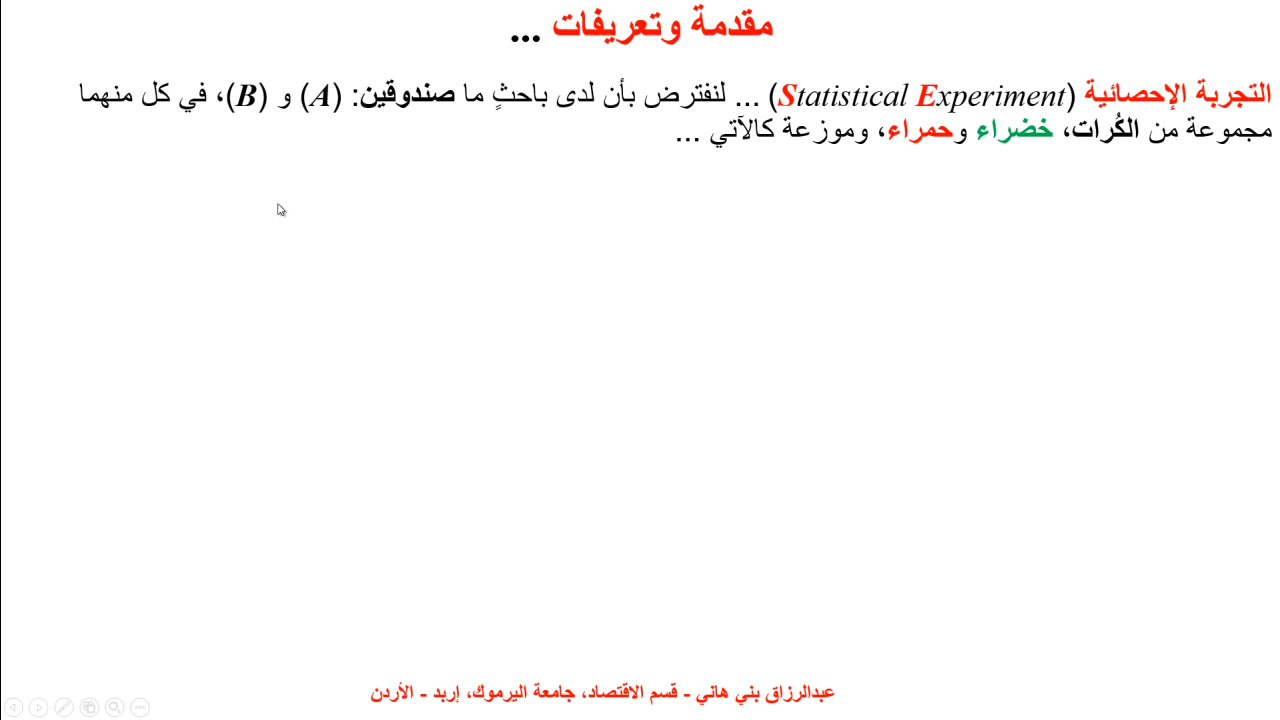 مقدمة وتعريفات ...
التجربة الإحصائية (Statistical Experiment) ... لنفترض بأن لدى باحثٍ ما صندوقين: (A) و (B)، في كل منهما
مجموعة من الكُرات، خضراء وحمراء، وموزعة كالآتي ...
عبدالرزاق بني هاني - قسم الاقتصاد، جامعة اليرموك، إربد - الأردن